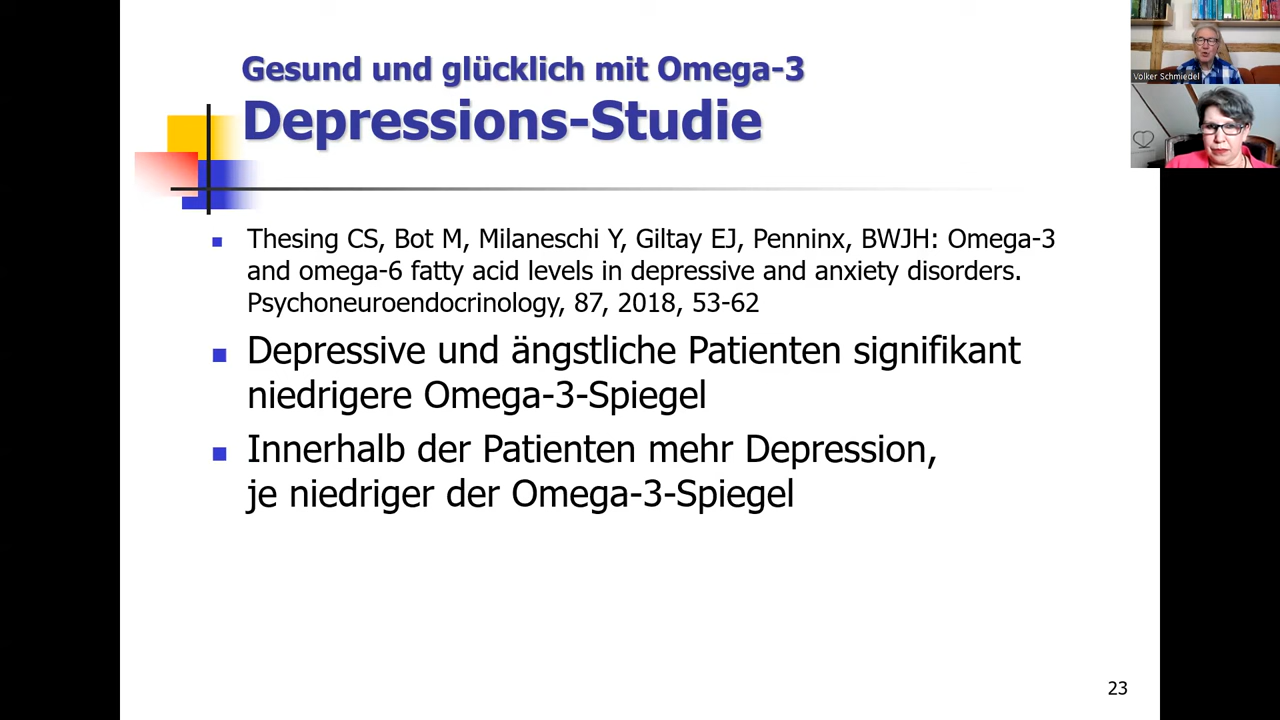 Gesund und glücklich mit Omega-3
Depressions-Studie
Volker Schmiedel
Thesing CS, Bot M, Milaneschi Y, Giltay EJ, Penninx, BWJH: Omega-3
and omega-6 fatty acid levels in depressive and anxiety disorders.
Psychoneuroendocrinology, 87, 2018, 53-62
Depressive und ängstliche Patienten signifikant
niedrigere Omega-3-Spiegel
Innerhalb der Patienten mehr Depression,
je niedriger der Omega-3-Spiegel
23